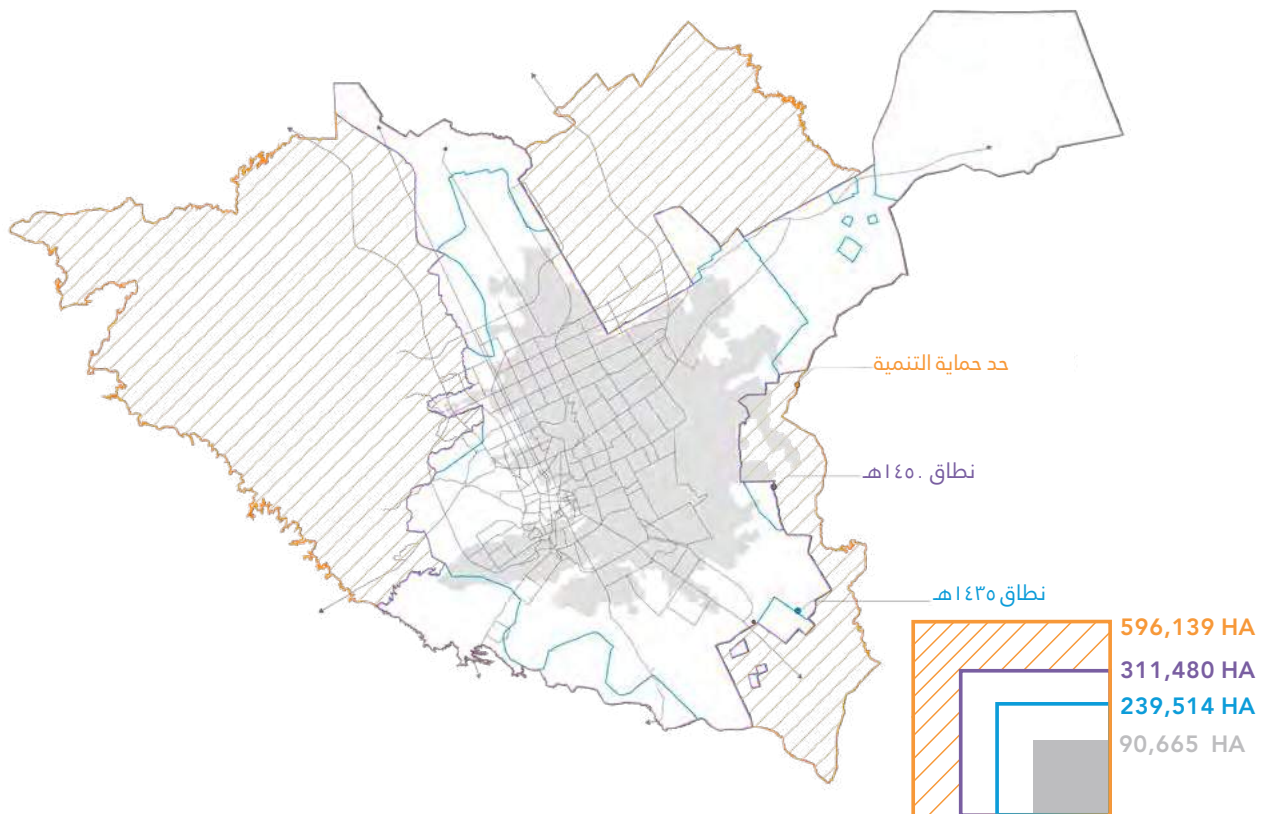 حد حماية التنمية
نطاق ١٤٥٠هـ
نطاق ١٤٣٥هـ
596,139 HA
311,480 HA
239,514 HA
90,665 HA